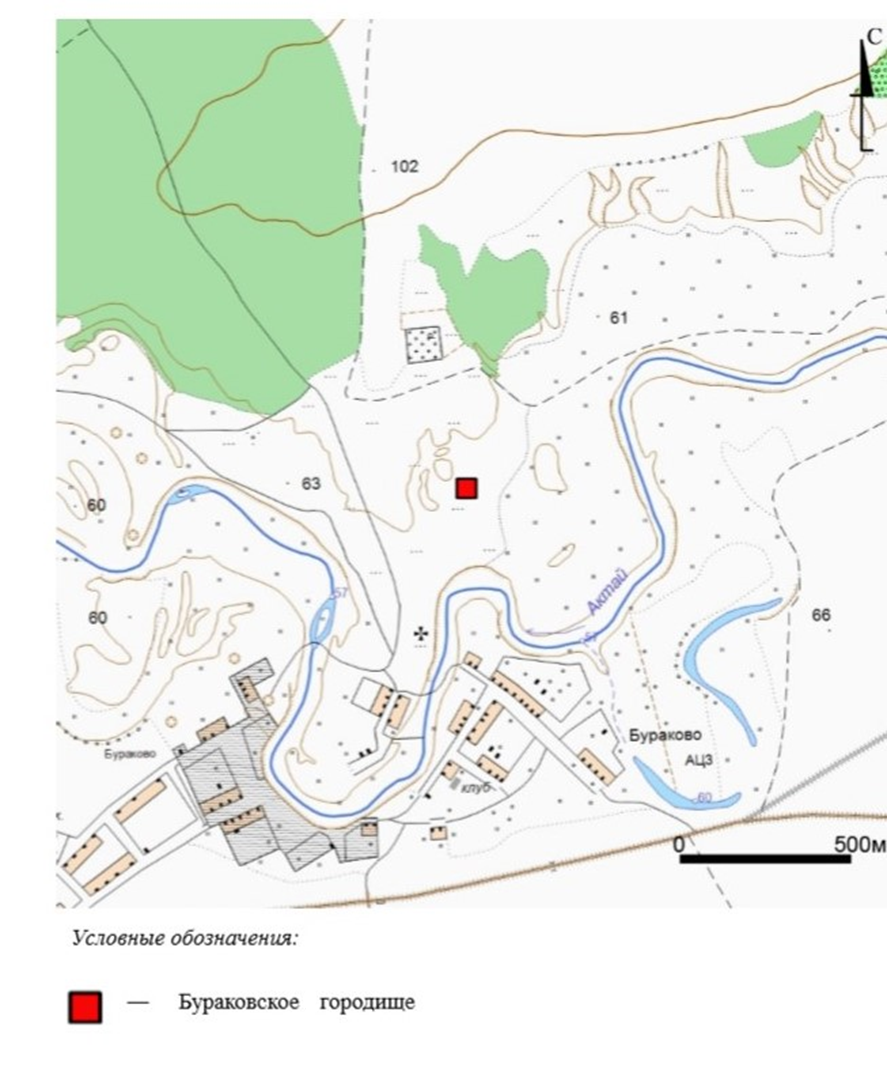 С
102
61
63
60
57
Актай
60
66
57
Бураково
Бураково
АЦЗ
клуб
60
0 500м
Условные обозначения:
— Бураковское городище